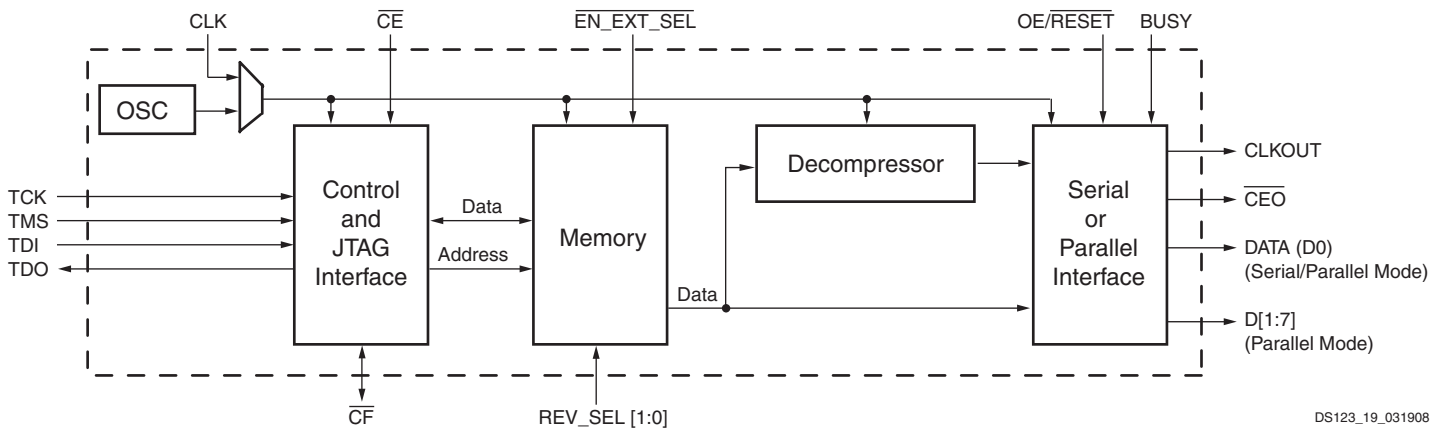 CLK
CE
EN_EXT_SEL
OE/RESET
BUSY
OSC
Control
and
JTAG
Interface
Memory
Decompressor
Serial
or
Parallel
Interface
TCK
TMS
TDI
TDO
Data
Address
Data
CLKOUT
CEO
DATA (D0)
(Serial/Parallel Mode)
D[1:7]
(Parallel Mode)
CF
REV_SEL [1:0]
DS123_19_031908